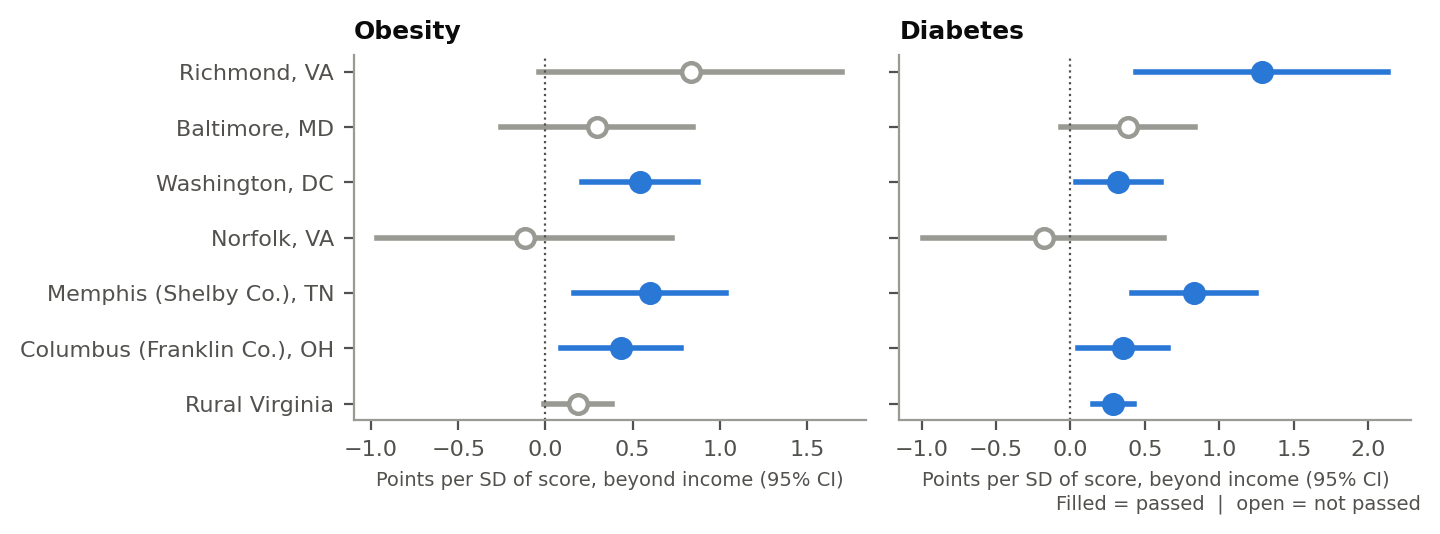 Obesity
Diabetes
Richmond, VA
Baltimore, MD
Washington, DC
Norfolk, VA
Memphis (Shelby Co.), TN
Columbus (Franklin Co.), OH
Rural Virginia
−1.0 −0.5 0.0 0.5 1.0 1.5
−1.0 −0.5 0.0 0.5 1.0 1.5 2.0
Points per SD of score, beyond income (95% CI)
Points per SD of score, beyond income (95% CI)
Filled = passed | open = not passed